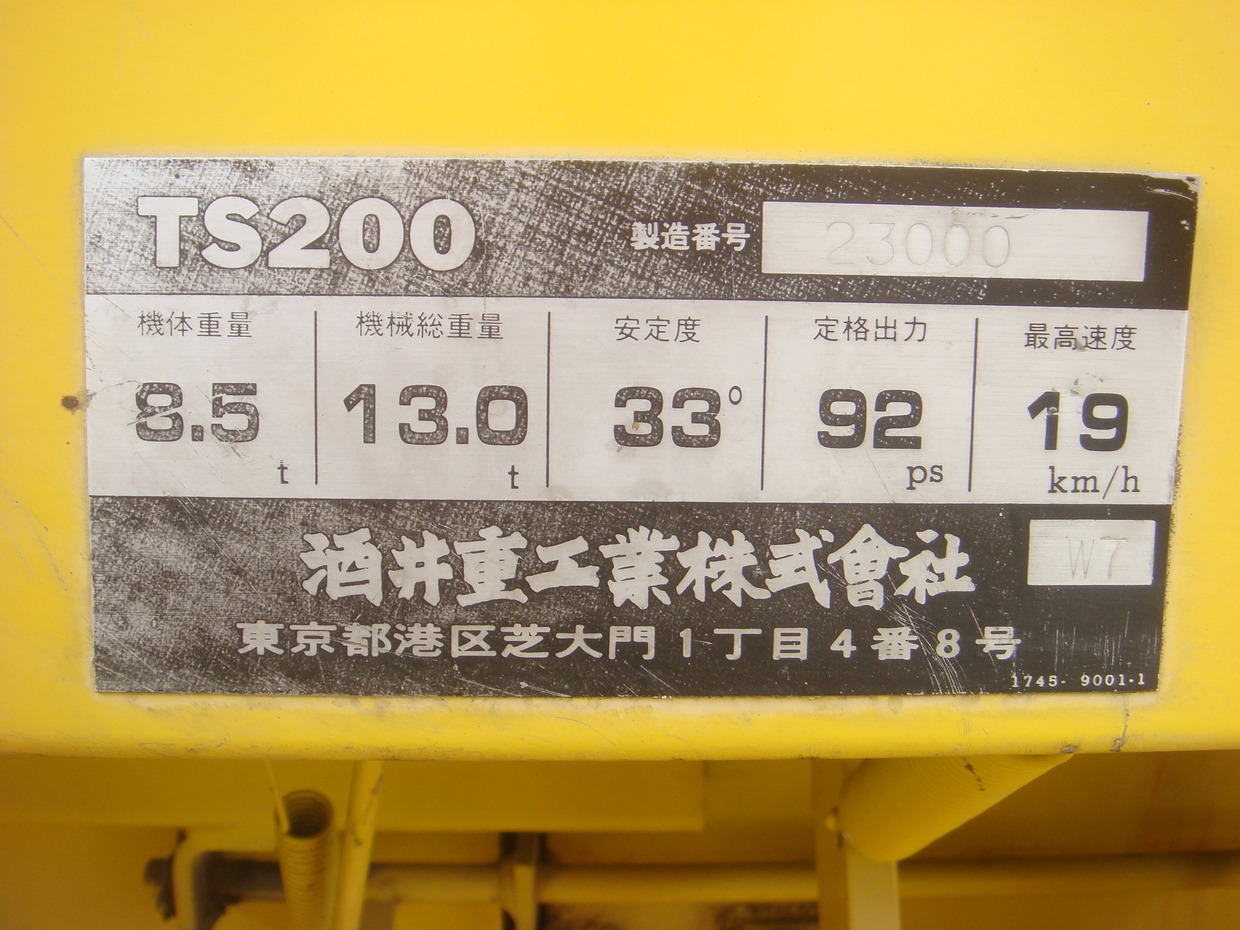 TS200 製造番号 23000
機体重量 機械総重量 安定度 定格出力 最高速度
8.5 t 13.0 t 33° 92 ps 19 km/h
酒井重工業株式會社 W7
東京都港区芝大門1丁目4番8号
1745-9001-1